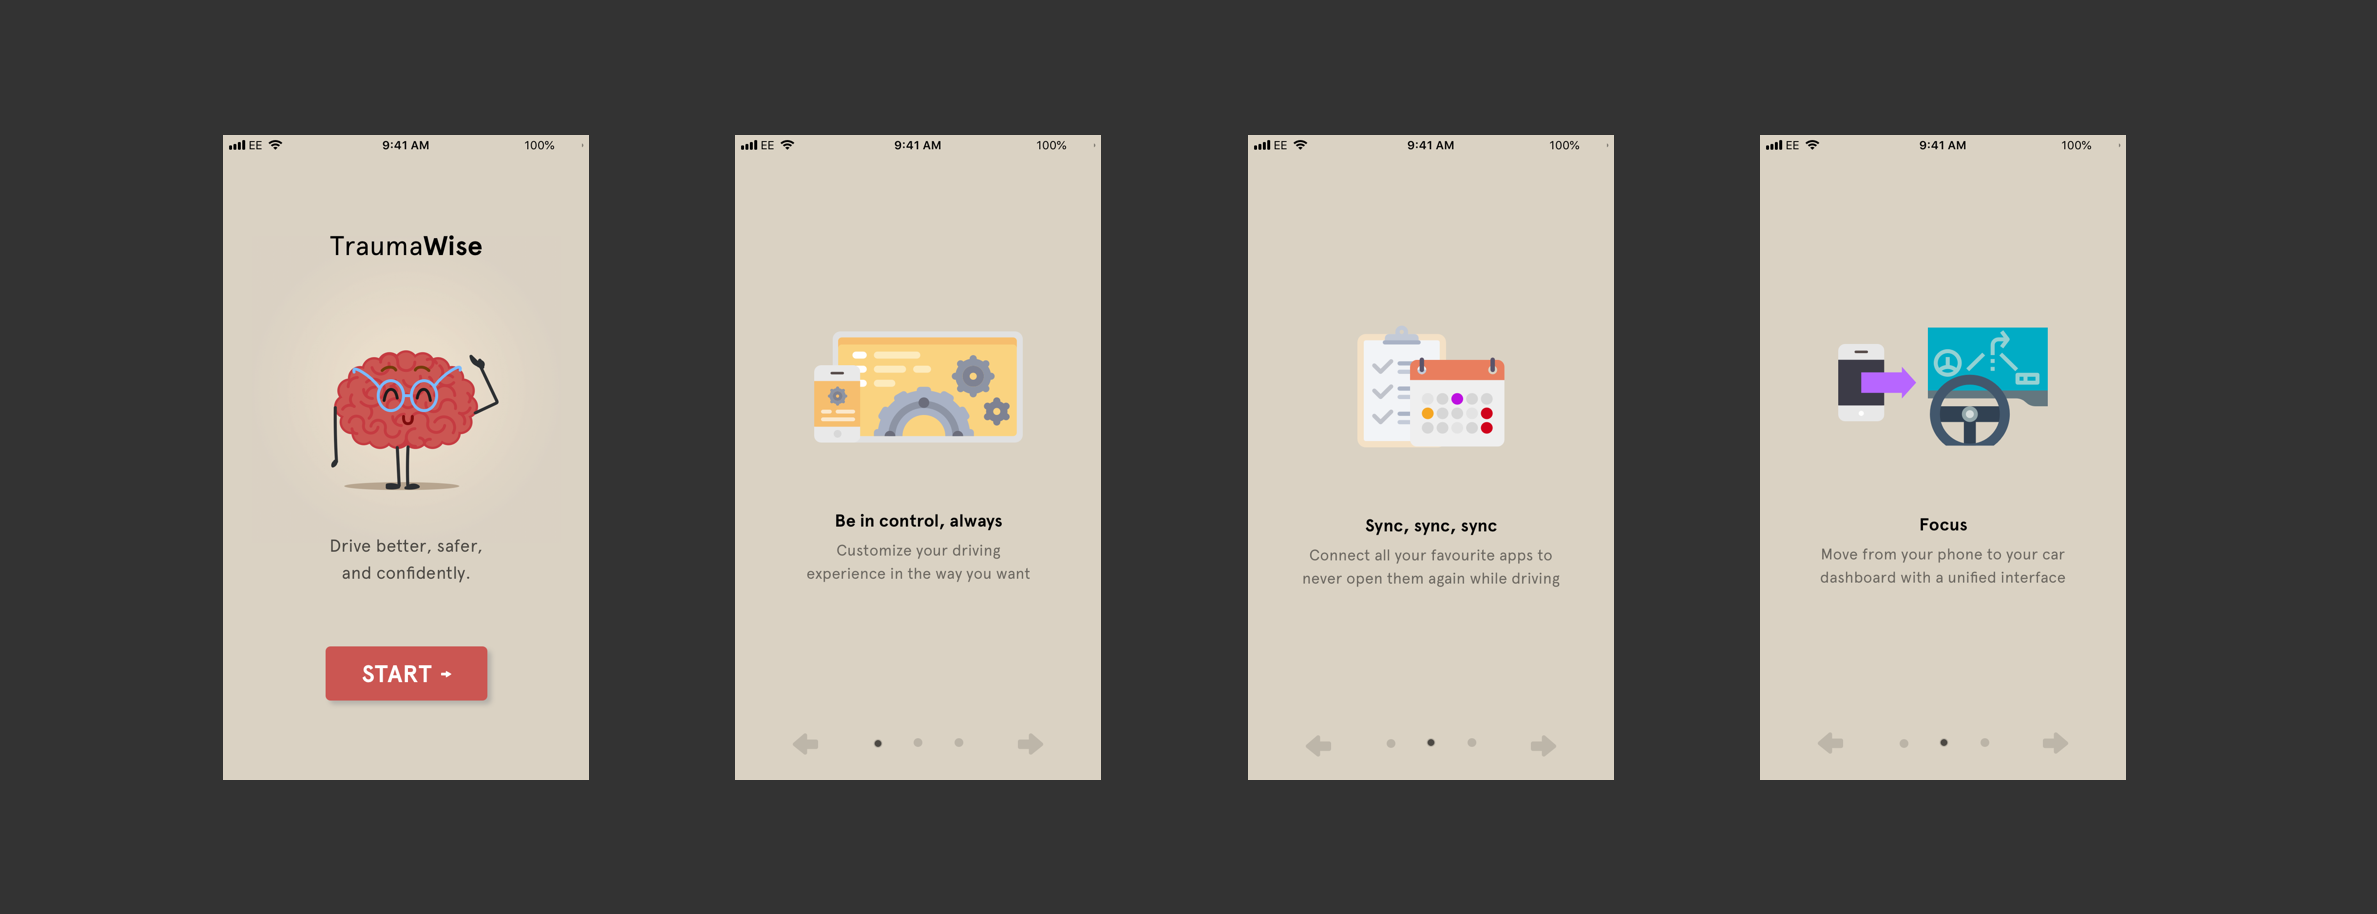 EE 9:41 AM 100%
TraumaWise
Drive better, safer,
and confidently.
START
EE 9:41 AM 100%
Be in control, always
Customize your driving
experience in the way you want
EE 9:41 AM 100%
Sync, sync, sync
Connect all your favourite apps to
never open them again while driving
EE 9:41 AM 100%
Focus
Move from your phone to your car
dashboard with a unified interface